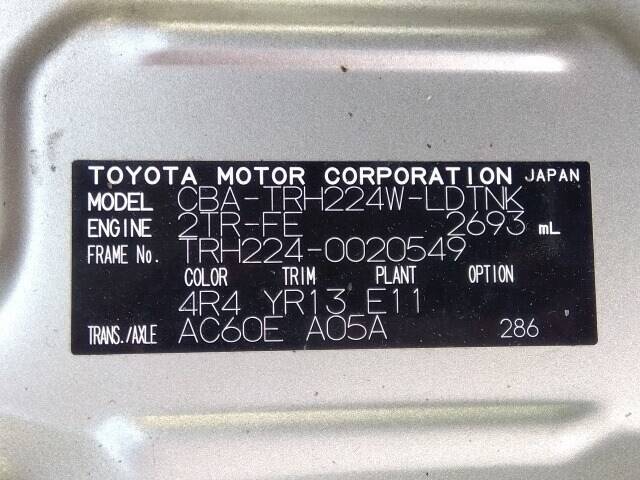 TOYOTA MOTOR CORPORATION JAPAN
MODEL CBA-TRH224W-LDTNK
ENGINE 2TR-FE 2693 mL
FRAME No. TRH224-0020549
COLOR TRIM PLANT OPTION
4R4 YR13 E11
TRANS./AXLE AC60E A05A 286